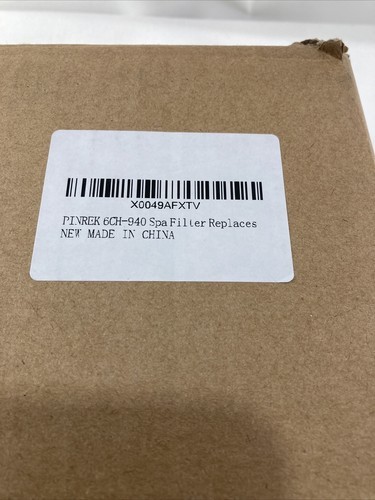 X0049AFXTV
PINREK 6CH-940 Spa Filter Replaces
NEW MADE IN CHINA